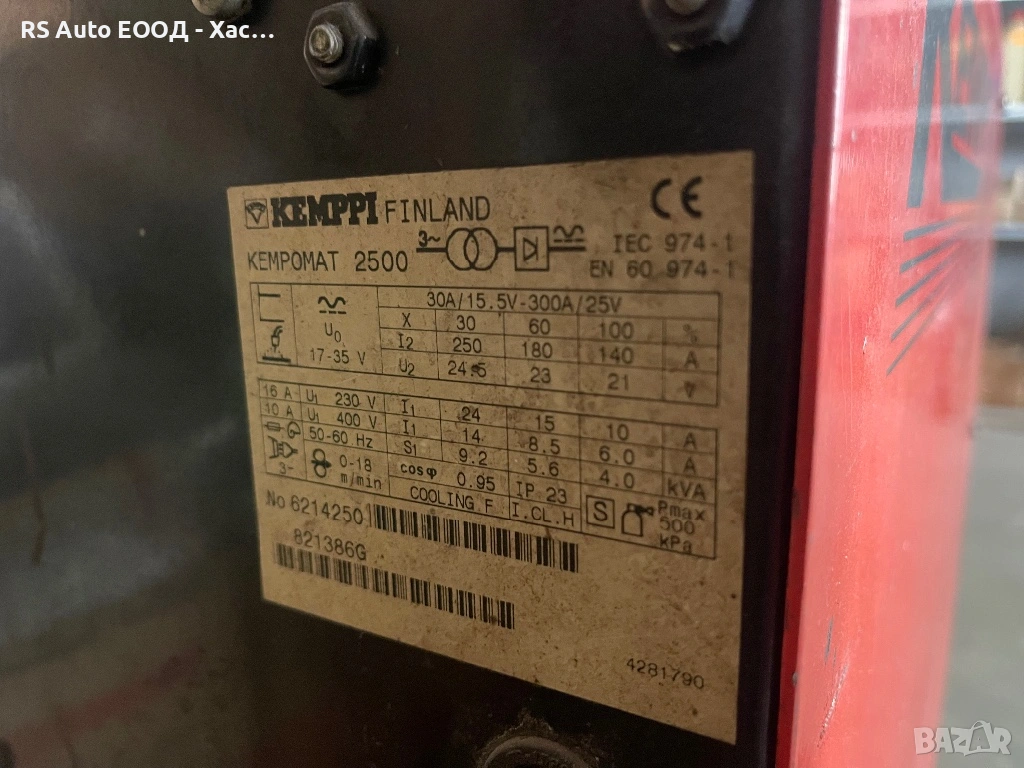 RS Auto ЕООД - Хас...
KEMPPI FINLAND CE
KEMPOMAT 2500 3~ IEC 974-1
EN 60 974-1
30A/15.5V-300A/25V
U0 X 30 60 100 %
17-35 V I2 250 180 140 A
U2 24.5 23 21 V
16 A U1 230 V I1 24 15 10 A
10 A U1 400 V I1 14 8.5 6.0 A
50-60 Hz S1 9.2 5.6 4.0 kVA
3~ 0-18 m/min cosφ 0.95 IP 23 S Pmax 500 kPa
COOLING F I.CL.H
No 6214250
821386G
4281790
BAZAR